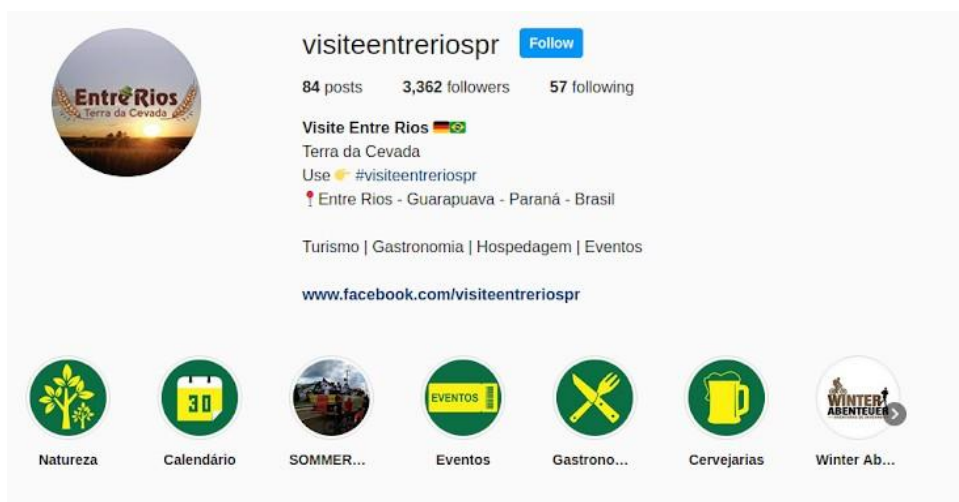 Entre Rios
Terra da Cevada
visiteentreriospr Follow
84 posts 3,362 followers 57 following
Visite Entre Rios 🇩🇪🇧🇷
Terra da Cevada
Use 👉 #visiteentreriospr
📍Entre Rios - Guarapuava - Paraná - Brasil
Turismo | Gastronomia | Hospedagem | Eventos
www.facebook.com/visiteentreriospr
30
EVENTOS
WINTER
ABENTEUER
Natureza Calendário SOMMER... Eventos Gastrono... Cervejarias Winter Ab...